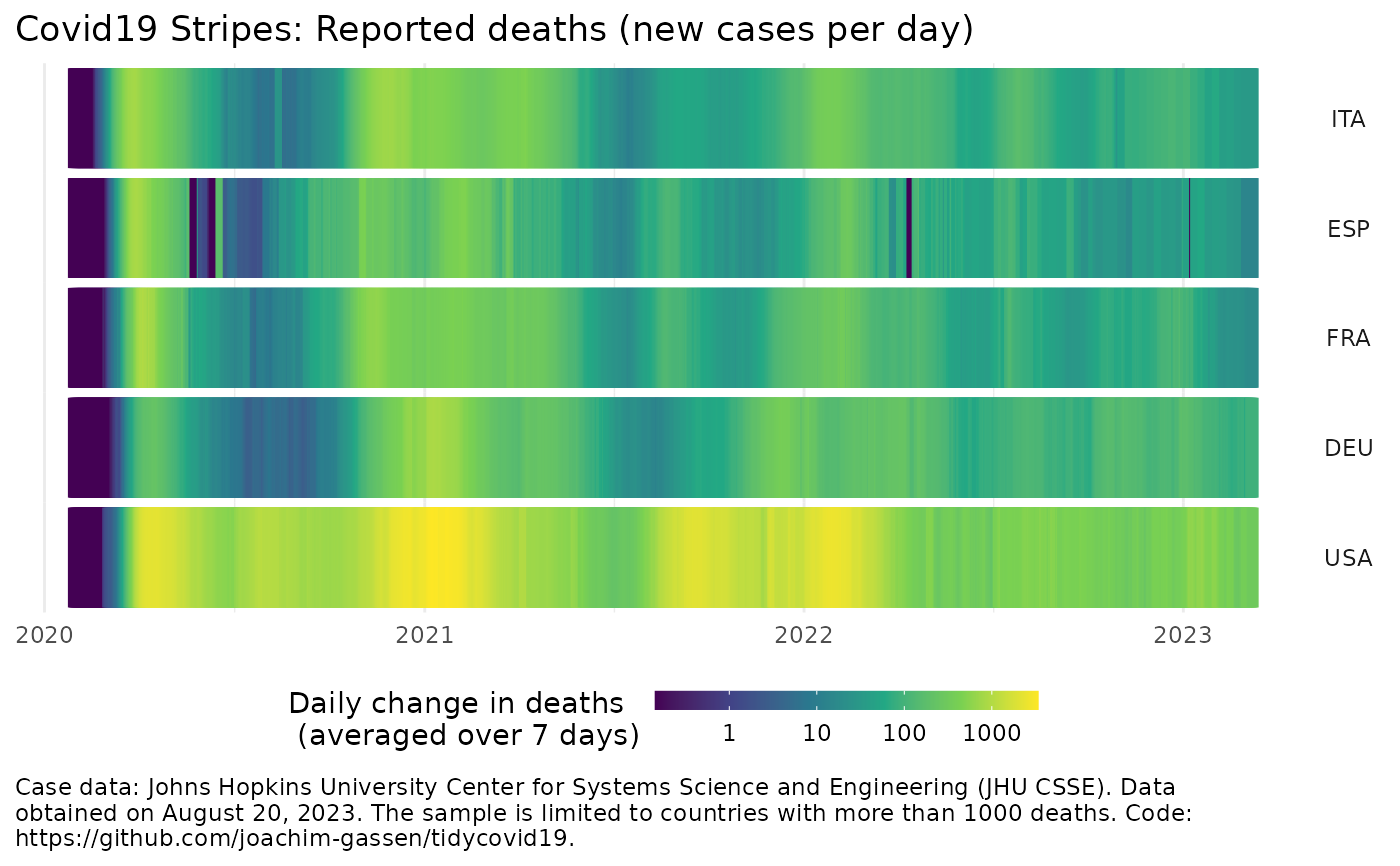 Covid19 Stripes: Reported deaths (new cases per day)
ITA
ESP
FRA
DEU
USA
2020 2021 2022 2023
Daily change in deaths
(averaged over 7 days)
1 10 100 1000
Case data: Johns Hopkins University Center for Systems Science and Engineering (JHU CSSE). Data
obtained on August 20, 2023. The sample is limited to countries with more than 1000 deaths. Code:
https://github.com/joachim-gassen/tidycovid19.